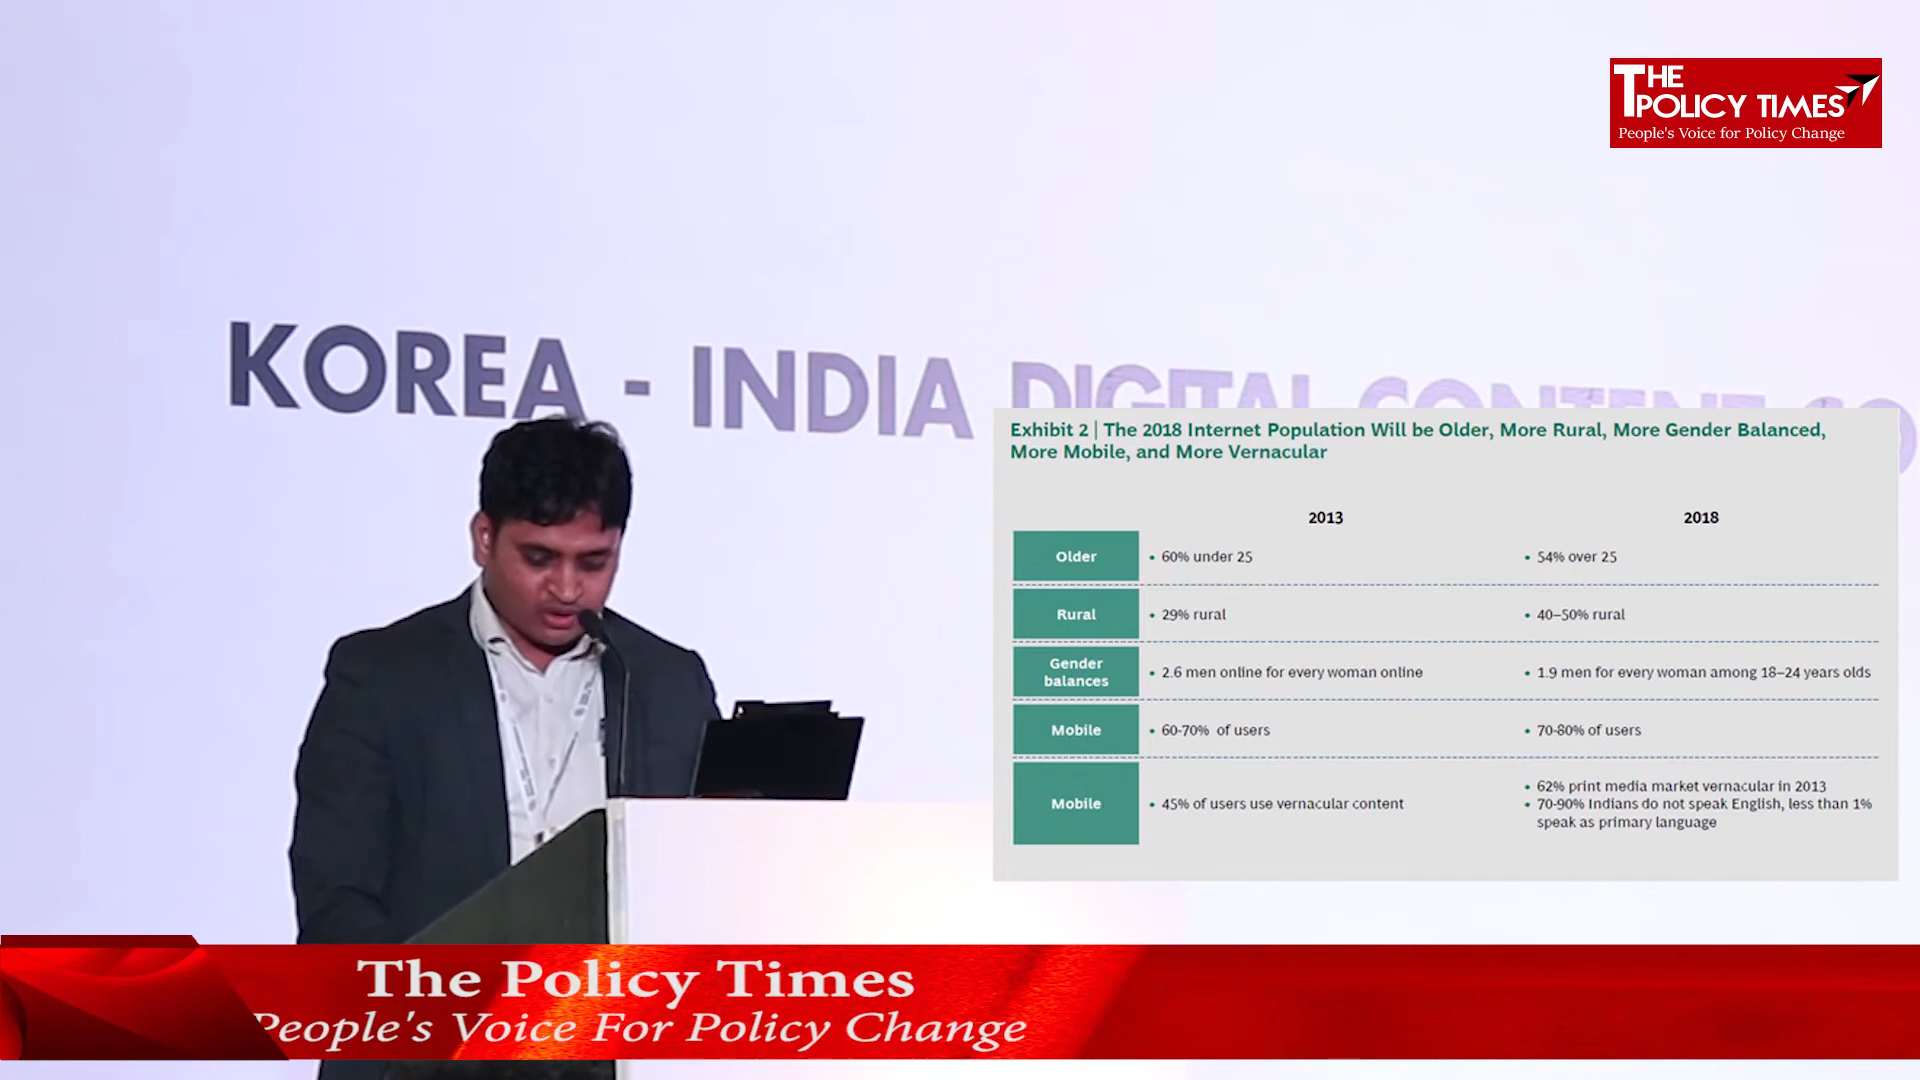 THE
POLICY TIMES
People's Voice for Policy Change
KOREA - INDIA DIGITAL CONTENT
Exhibit 2 | The 2018 Internet Population Will be Older, More Rural, More Gender Balanced,
More Mobile, and More Vernacular
2013 2018
Older • 60% under 25 • 54% over 25
Rural • 29% rural • 40–50% rural
Gender
balances • 2.6 men online for every woman online • 1.9 men for every woman among 18–24 years olds
Mobile • 60-70% of users • 70-80% of users
Mobile • 45% of users use vernacular content • 62% print media market vernacular in 2013
• 70-90% Indians do not speak English, less than 1%
speak as primary language
The Policy Times
People's Voice For Policy Change